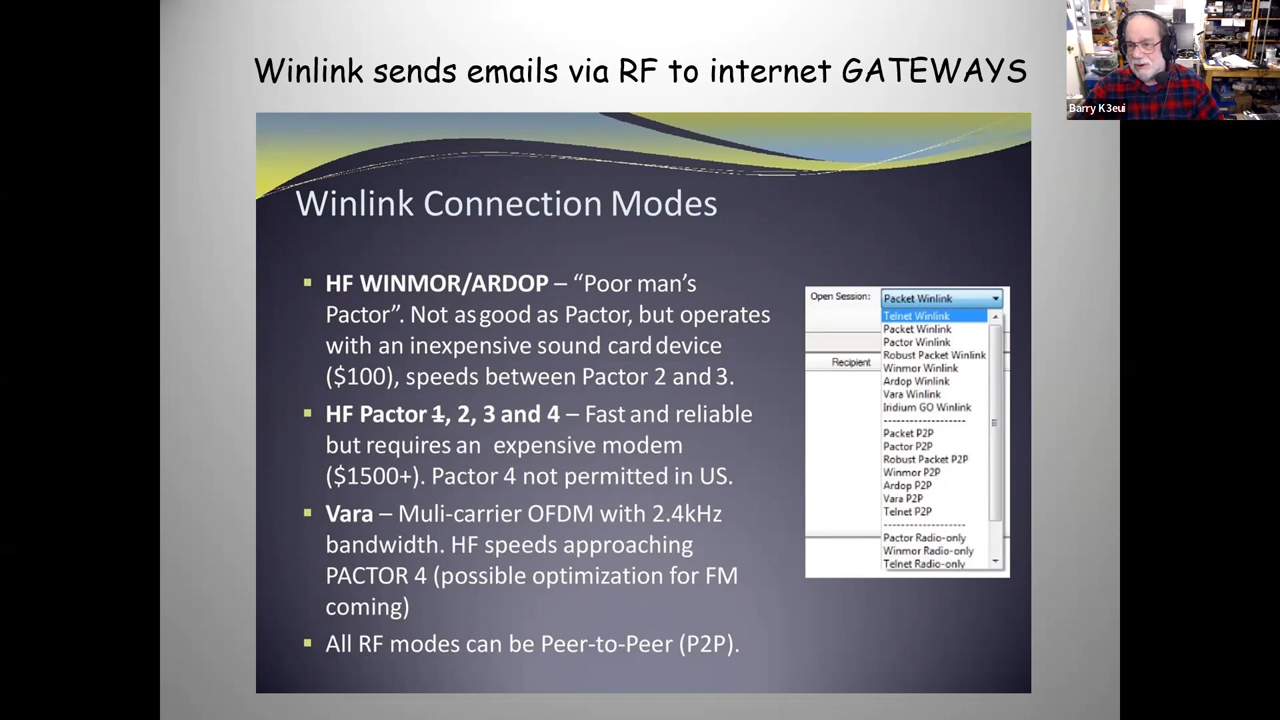 Winlink sends emails via RF to internet GATEWAYS
Barry K3eui
Winlink Connection Modes
▪ HF WINMOR/ARDOP – “Poor man’s
Pactor”. Not as good as Pactor, but operates
with an inexpensive sound card device
($100), speeds between Pactor 2 and 3.
▪ HF Pactor 1, 2, 3 and 4 – Fast and reliable
but requires an expensive modem
($1500+). Pactor 4 not permitted in US.
▪ Vara – Muli-carrier OFDM with 2.4kHz
bandwidth. HF speeds approaching
PACTOR 4 (possible optimization for FM
coming)
▪ All RF modes can be Peer-to-Peer (P2P).
Open Session: Packet Winlink
Telnet Winlink
Packet Winlink
Pactor Winlink
Robust Packet Winlink
Recipient
Winmor Winlink
Ardop Winlink
Vara Winlink
Iridium GO Winlink
--------------------
Packet P2P
Pactor P2P
Robust Packet P2P
Winmor P2P
Ardop P2P
Vara P2P
Telnet P2P
--------------------
Pactor Radio-only
Winmor Radio-only
Telnet Radio-only